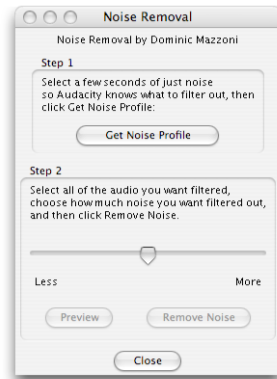 Noise Removal
Noise Removal by Dominic Mazzoni
Step 1
Select a few seconds of just noise
so Audacity knows what to filter out, then
click Get Noise Profile:
Get Noise Profile
Step 2
Select all of the audio you want filtered,
choose how much noise you want filtered out,
and then click Remove Noise.
Less More
Preview Remove Noise
Close